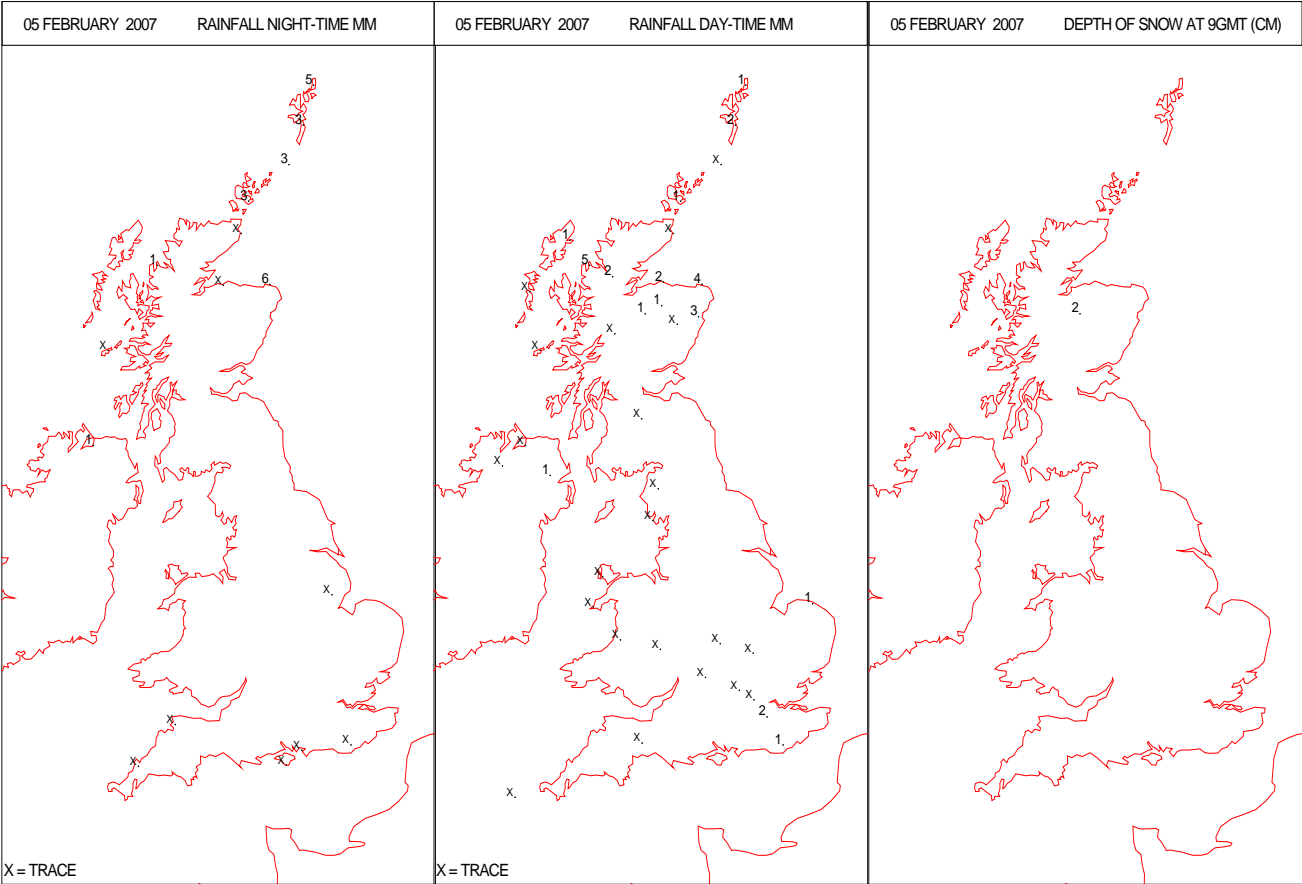 05 FEBRUARY 2007 RAINFALL NIGHT-TIME MM
5.
3.
3.
3.
X.
1.
X. 6.
X.
1.
X.
X.
X.
X.
X. X.
X = TRACE
05 FEBRUARY 2007 RAINFALL DAY-TIME MM
1.
2.
X.
1.
X.
1.
5.
2.
2. 4.
X.
1.
1. 3.
X.
X.
X.
X.
X.
X.
1.
X.
X.
X.
1.
X.
X. X.
X. X.
X.
X.
X.
2.
X. 1.
X.
X = TRACE
05 FEBRUARY 2007 DEPTH OF SNOW AT 9GMT (CM)
2.